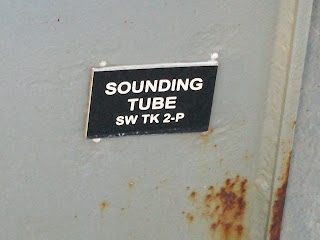 SOUNDING
TUBE
SW TK 2-P